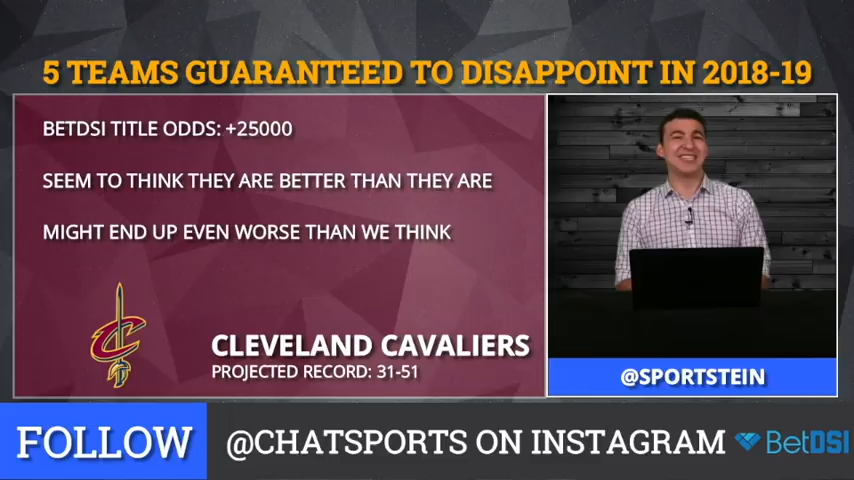 5 TEAMS GUARANTEED TO DISAPPOINT IN 2018-19
BETDSI TITLE ODDS: +25000
SEEM TO THINK THEY ARE BETTER THAN THEY ARE
MIGHT END UP EVEN WORSE THAN WE THINK
C
CLEVELAND CAVALIERS
PROJECTED RECORD: 31-51
@SPORTSTEIN
FOLLOW
@CHATSPORTS ON INSTAGRAM
BetDSI